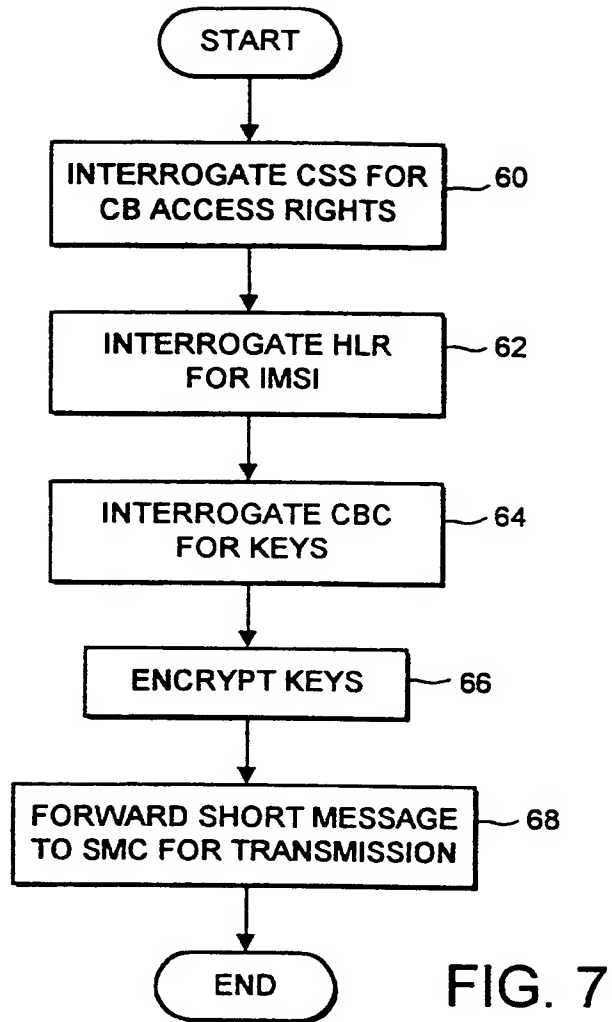 START
INTERROGATE CSS FOR
CB ACCESS RIGHTS
60
INTERROGATE HLR
FOR IMSI
62
INTERROGATE CBC
FOR KEYS
64
ENCRYPT KEYS
66
FORWARD SHORT MESSAGE
TO SMC FOR TRANSMISSION
68
END
FIG. 7